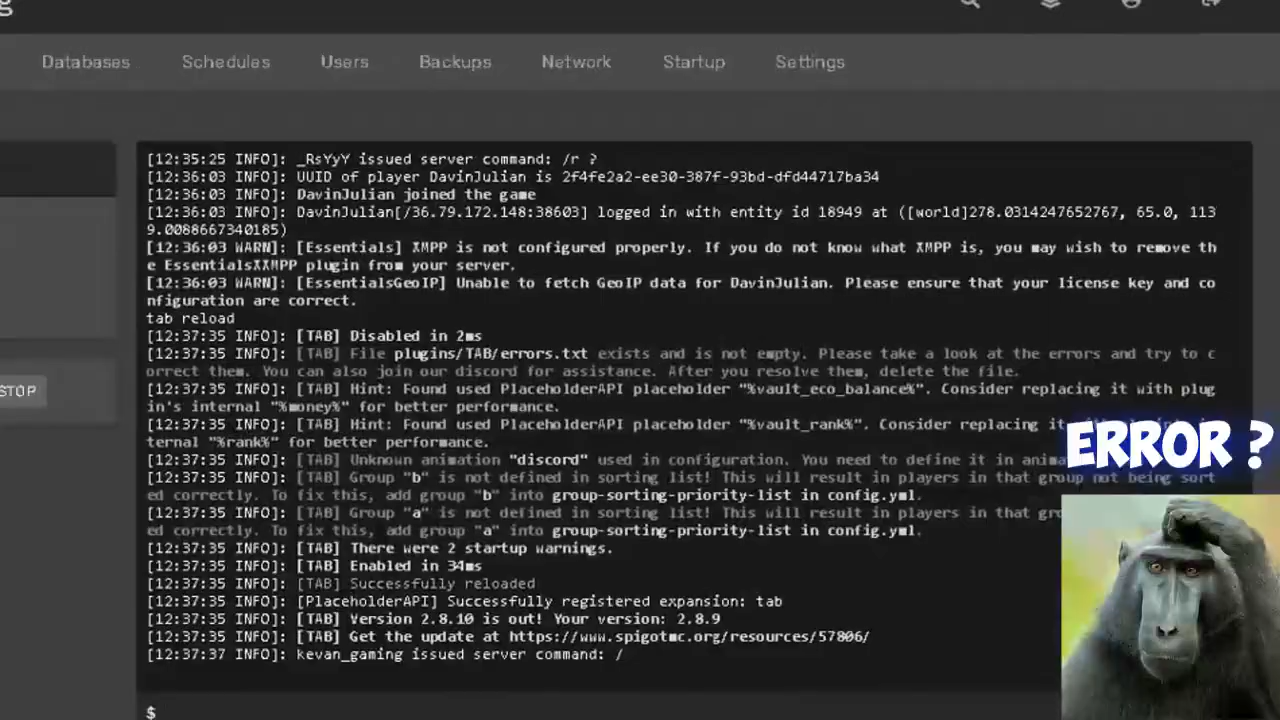 g
Databases Schedules Users Backups Network Startup Settings
[12:35:25 INFO]: _RsYyY issued server command: /r ?
[12:36:03 INFO]: UUID of player DavinJulian is 2f4fe2a2-ee30-387f-93bd-dfd44717ba34
[12:36:03 INFO]: DavinJulian joined the game
[12:36:03 INFO]: DavinJulian[/36.79.172.148:38603] logged in with entity id 18949 at ([world]278.0314247652767, 65.0, 113
9.0088667340185)
[12:36:03 WARN]: [Essentials] XMPP is not configured properly. If you do not know what XMPP is, you may wish to remove th
e EssentialsXXMPP plugin from your server.
[12:36:03 WARN]: [EssentialsGeoIP] Unable to fetch GeoIP data for DavinJulian. Please ensure that your license key and co
nfiguration are correct.
tab reload
[12:37:35 INFO]: [TAB] Disabled in 2ms
[12:37:35 INFO]: [TAB] File plugins/TAB/errors.txt exists and is not empty. Please take a look at the errors and try to c
orrect them. You can also join our discord for assistance. After you resolve them, delete the file.
STOP
[12:37:35 INFO]: [TAB] Hint: Found used PlaceholderAPI placeholder "%vault_eco_balance%". Consider replacing it with plug
in's internal "%money%" for better performance.
[12:37:35 INFO]: [TAB] Hint: Found used PlaceholderAPI placeholder "%vault_rank%". Consider replacing it
ternal "%rank%" for better performance.
ERROR ?
[12:37:35 INFO]: [TAB] Unknown animation "discord" used in configuration. You need to define it in
[12:37:35 INFO]: [TAB] Group "b" is not defined in sorting list! This will result in players in that group not being sort
ed correctly. To fix this, add group "b" into group-sorting-priority-list in config.yml.
[12:37:35 INFO]: [TAB] Group "a" is not defined in sorting list! This will result in players in that
ed correctly. To fix this, add group "a" into group-sorting-priority-list in config.yml.
[12:37:35 INFO]: [TAB] There were 2 startup warnings.
[12:37:35 INFO]: [TAB] Enabled in 34ms
[12:37:35 INFO]: [TAB] Successfully reloaded
[12:37:35 INFO]: [PlaceholderAPI] Successfully registered expansion: tab
[12:37:35 INFO]: [TAB] Version 2.8.10 is out! Your version: 2.8.9
[12:37:35 INFO]: [TAB] Get the update at https://www.spigotmc.org/resources/57806/
[12:37:37 INFO]: kevan_gaming issued server command: /
$